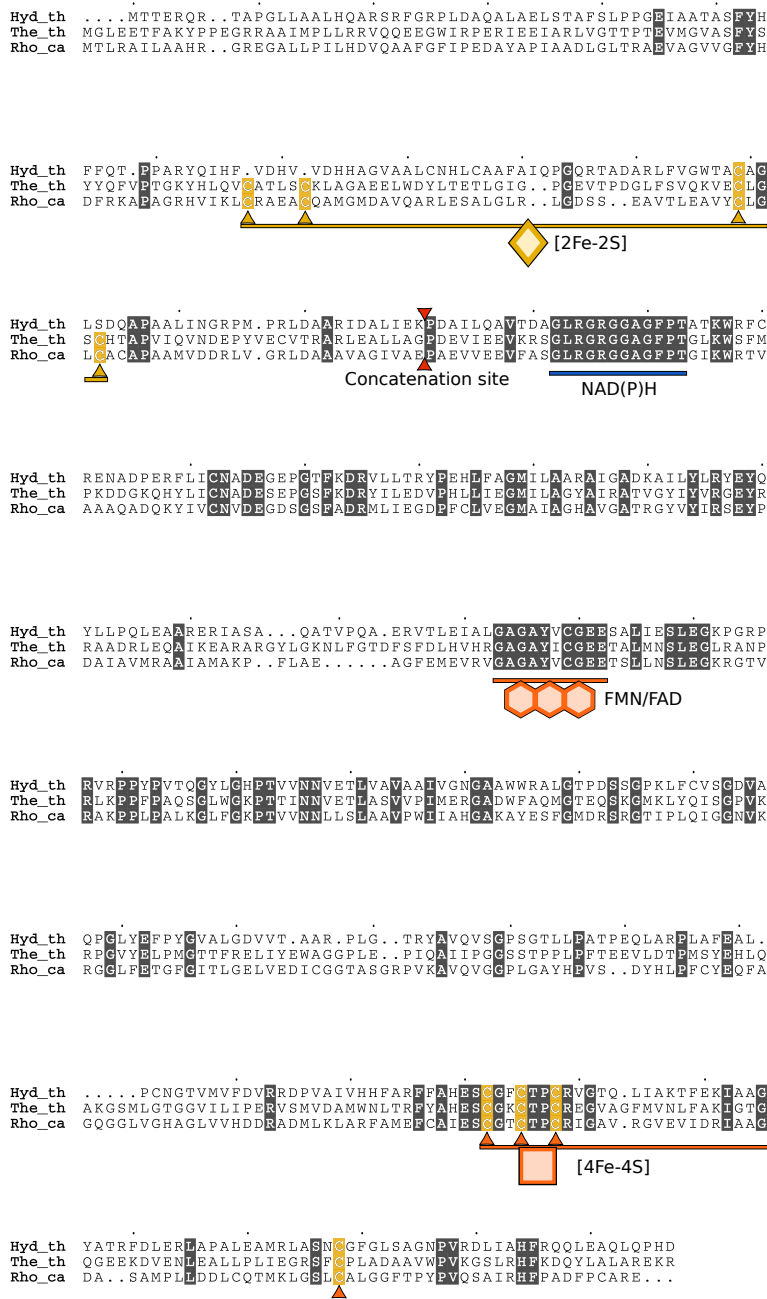 Hyd_th ....MTTERQR..TAPGLLAALHQARSRFGRPLDAQALAELSTAFSLPPGEIAATASFYH
The_th MGLEETFAKYPPEGRRAAIMPLLRRVQQEEGWIRPERIEEIARLVGTTPTEVMGVASFYS
Rho_ca MTLRAILAAHR..GREGALLPILHDVQAAFGFIPEDAYAPIAADLGLTRAEVAGVVGFYH
Hyd_th FFQT.PPARYQIHF.VDHV.VDHHAGVAALCNHLCAAFAIQPGQRTADARLFVGWTACAG
The_th YYQFVPTGKYHLQVCATLSCKLAGAEELWDYLTETLGIG..PGEVTPDGLFSVQKVECLG
Rho_ca DFRKAPAGRHVIKLCRAEACQAMGMDAVQARLESALGLR..LGDSS..EAVTLEAVYCLG
[2Fe-2S]
Hyd_th LSDQAPAALINGRPM.PRLDAARIDALIEKPDAILQAVTDAGLRGRGGAGFPTATKWRFC
The_th SCHTAPVIQVNDEPYVECVTRARLEALLAGPDEVIEEVKRSGLRGRGGAGFPTGLKWSFM
Rho_ca LCACAPAAMVDDRLV.GRLDAAAVAGIVAEPAEVVEEVFASGLRGRGGAGFPTGIKWRTV
Concatenation site
NAD(P)H
Hyd_th RENADPERFLICNADEGEPGTFKDRVLLTRYPEHLFAGMILAARAIGADKAILYLRYEYQ
The_th PKDDGKQHYLICNADESEPGSFKDRYILEDVPHLLIEGMILAGYAIRATVGYIYVRGEYR
Rho_ca AAAQADQKYIVCNVDEGDSGSFADRMLIEGDPFCLVEGMAIAGHAVGATRGYVYIRSEYP
Hyd_th YLLPQLEAARERIASA...QATVPQA.ERVTLEIALGAGAYVCGEESALIESLEGKPGRP
The_th RAADRLEQAIKEARARGYLGKNLFGTDFSFDLHVHRGAGAYICGEETALMNSLEGLRANP
Rho_ca DAIAVMRAAIAMAKP..FLAE......AGFEMEVRVGAGAYVCGEETSLLNSLEGKRGTV
FMN/FAD
Hyd_th RVRPPYPVTQGYLGHPTVVNNVETLVAVAAIVGNGAAWWRALGTPDSSGPKLFCVSGDVA
The_th RLKPPFPAQSGLWGKPTTINNVETLASVVPIMERGADWFAQMGTEQSKGMKLYQISGPVK
Rho_ca RAKPPLPALKGLFGKPTVVNNLLSLAAVPWIIAHGAKAYESFGMDRSRGTIPLQIGGNVK
Hyd_th QPGLYEFPYGVALGDVVT.AAR.PLG..TRYAVQVSGPSGTLLPATPEQLARPLAFEAL.
The_th RPGVYELPMGTTFRELIYEWAGGPLE..PIQAIIPGGSSTPPLPFTEEVLDTPMSYEHLQ
Rho_ca RGGLFETGFGITLGELVEDICGGTASGRPVKAVQVGGPLGAYHPVS..DYHLPFCYEQFA
Hyd_th .....PCNGTVMVFDVRRDPVAIVHHFARFFAHESCGFCTPCRVGTQ.LIAKTFEKIAAG
The_th AKGSMLGTGGVILIPERVSMVDAMWNLTRFYAHESCGKCTPCREGVAGFMVNLFAKIGTG
Rho_ca GQGGLVGHAGLVVHDDRADMLKLARFAMEFCAIESCGTCTPCRIGAV.RGVEVIDRIAAG
[4Fe-4S]
Hyd_th YATRFDLERLAPALEAMRLASNCGFGLSAGNPVRDLIAHFRQQLEAQLQPHD
The_th QGEEKDVENLEALLPLIEGRSFCPLADAAVWPVKGSLRHFKDQYLALAREKR
Rho_ca DA..SAMPLLDDLCQTMKLGSLCALGGFTPYPVQSAIRHFPADFPCARE...